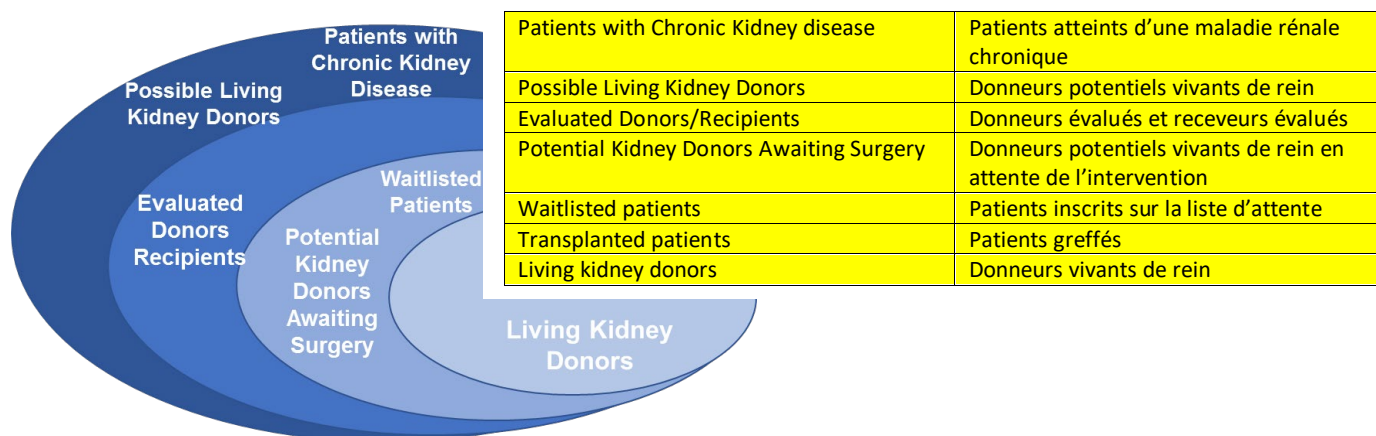 Patients with
Chronic Kidney
Disease
Possible Living
Kidney Donors
Evaluated
Donors
Recipients
Waitlisted
Patients
Potential
Kidney
Donors
Awaiting
Surgery
Living Kidney
Donors
Patients with Chronic Kidney disease
Patients atteints d’une maladie rénale
chronique
Possible Living Kidney Donors
Donneurs potentiels vivants de rein
Evaluated Donors/Recipients
Donneurs évalués et receveurs évalués
Potential Kidney Donors Awaiting Surgery
Donneurs potentiels vivants de rein en
attente de l’intervention
Waitlisted patients
Patients inscrits sur la liste d’attente
Transplanted patients
Patients greffés
Living kidney donors
Donneurs vivants de rein